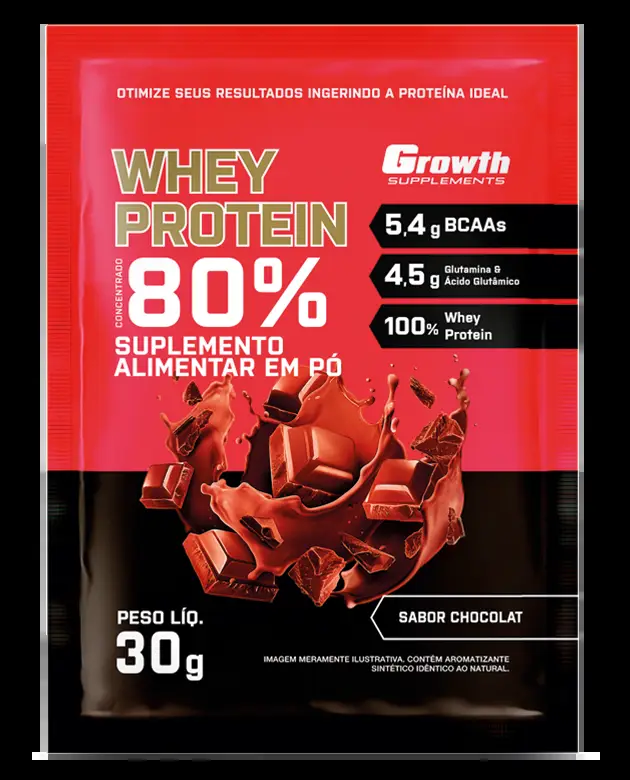 OTIMIZE SEUS RESULTADOS INGERINDO A PROTEÍNA IDEAL
WHEY
PROTEIN
CONCENTRADO
80%
SUPLEMENTO
ALIMENTAR EM PÓ
Growth
SUPPLEMENTS
5,4 g BCAAs
4,5 g Glutamina &
Ácido Glutâmico
100% Whey
Protein
SABOR CHOCOLAT
PESO LÍQ.
30g
IMAGEM MERAMENTE ILUSTRATIVA. CONTÉM AROMATIZANTE
SINTÉTICO IDÊNTICO AO NATURAL.